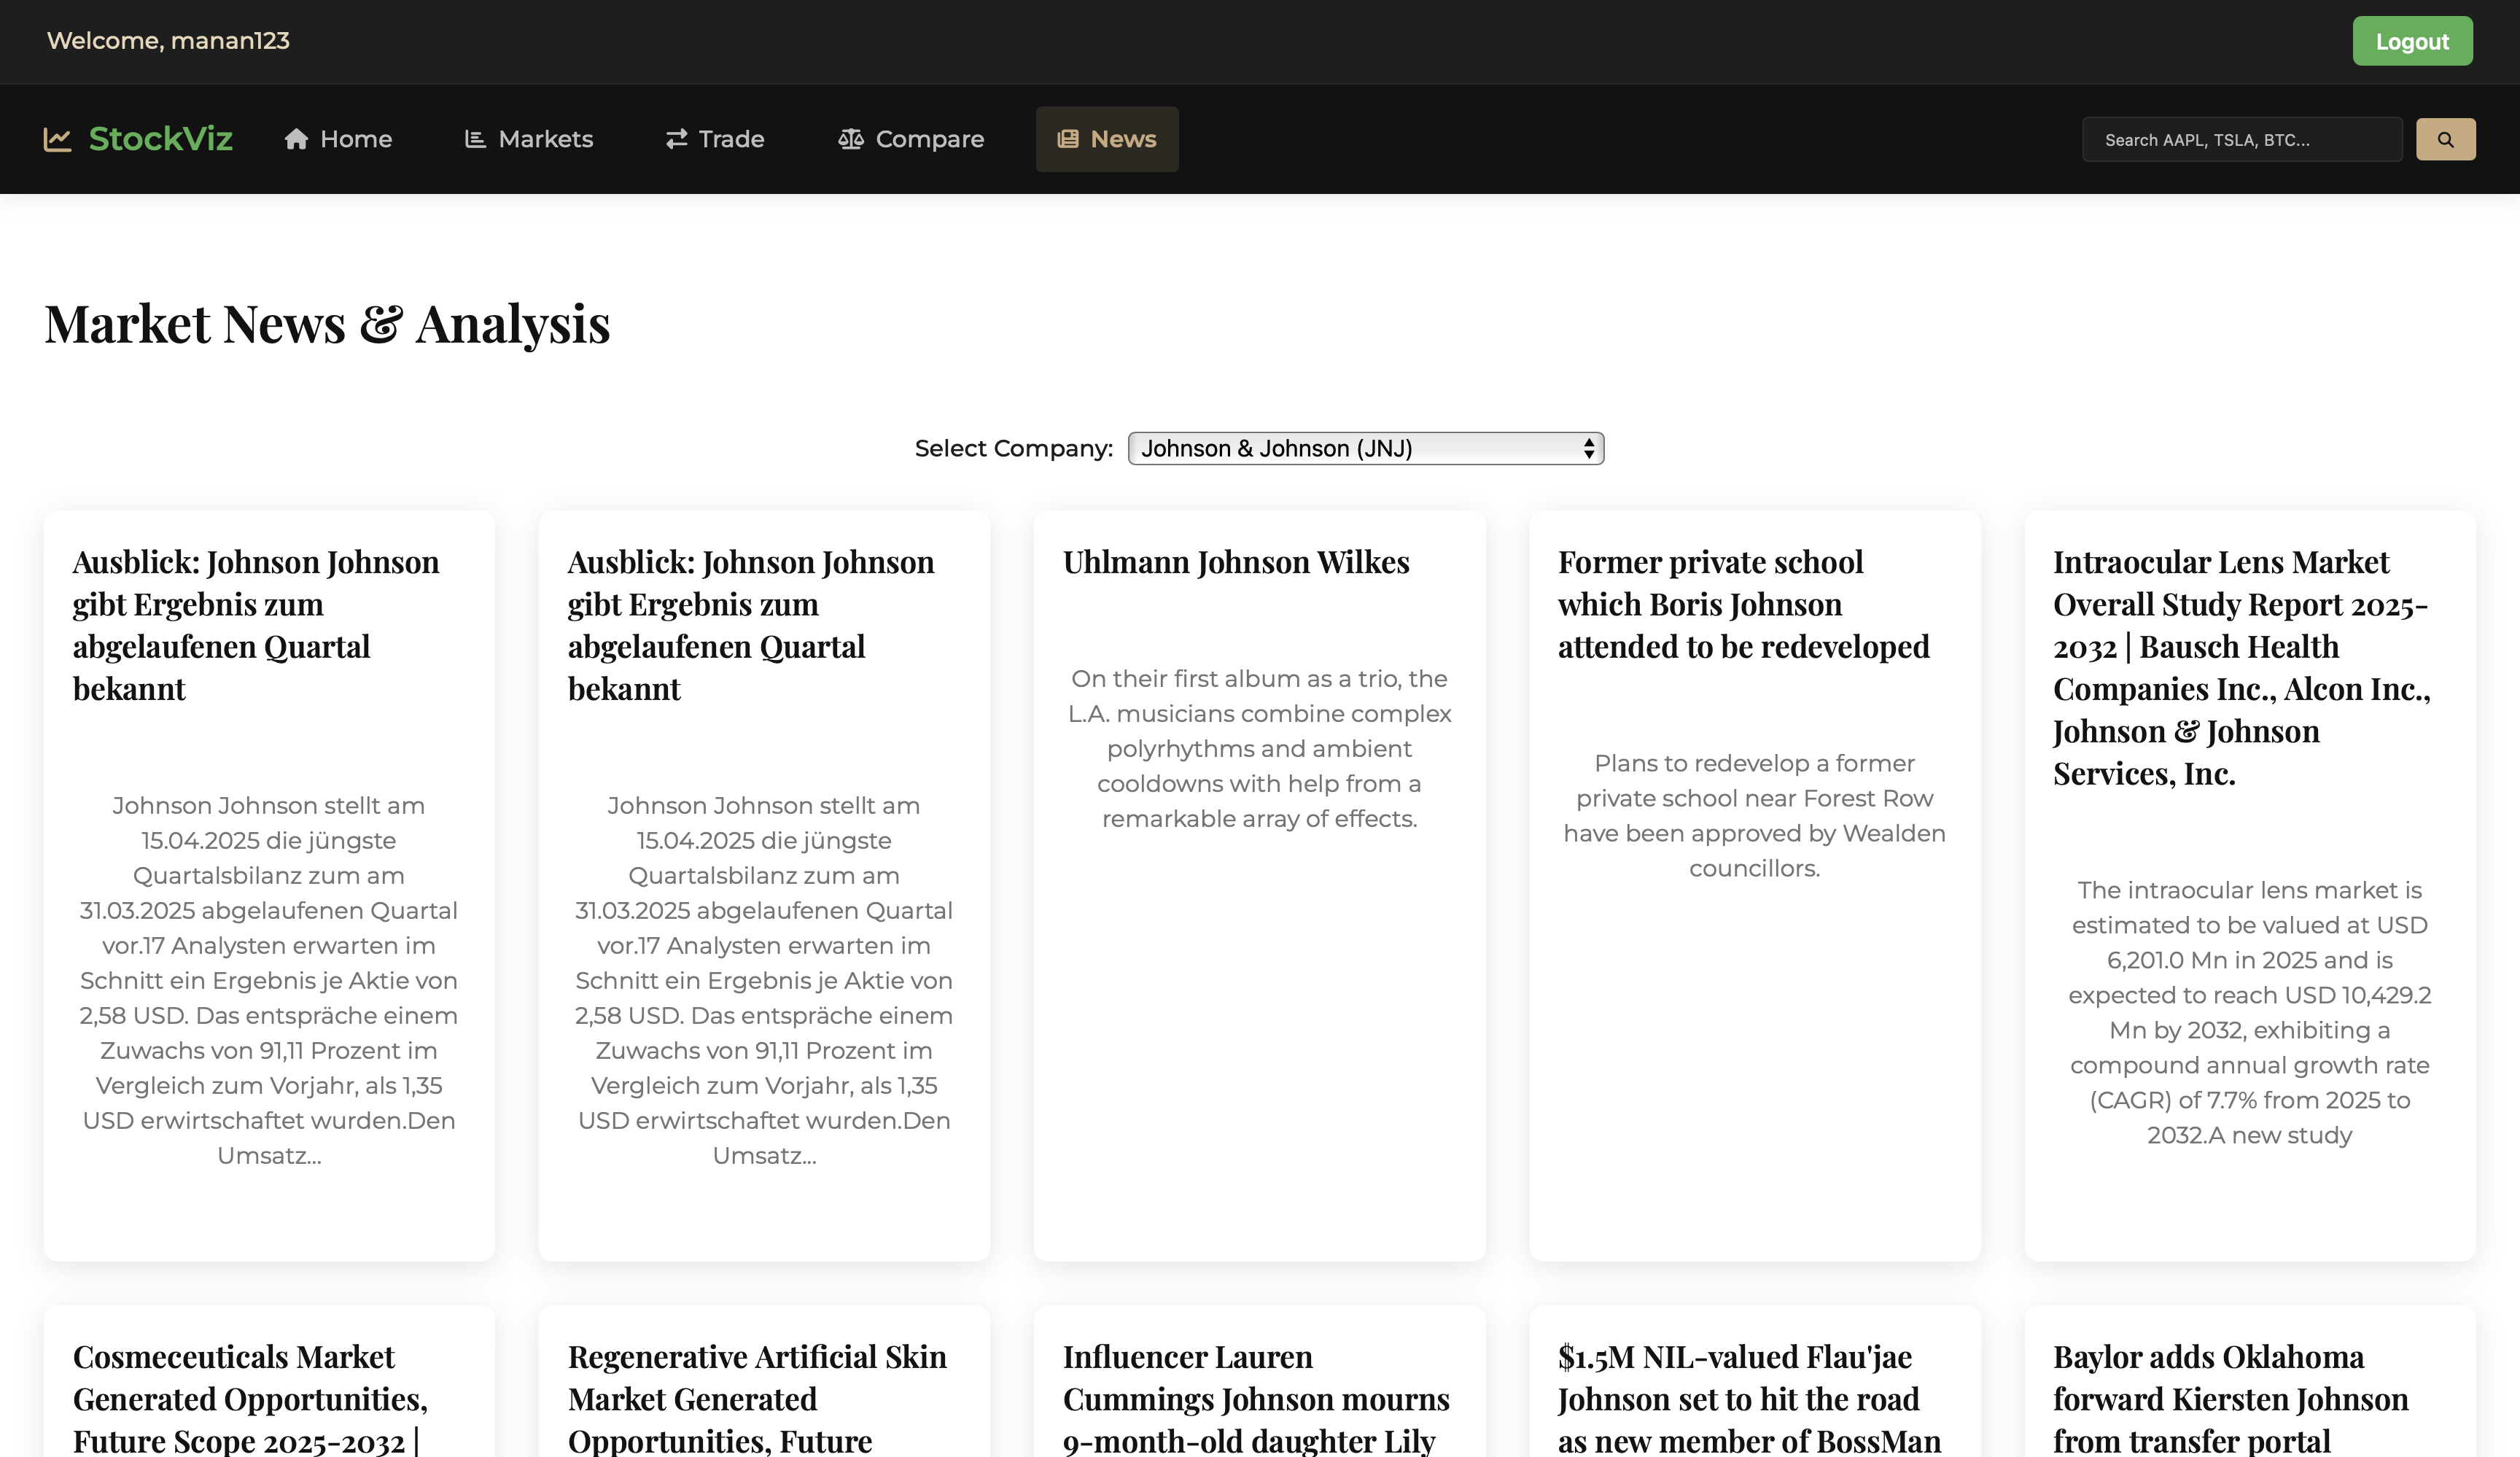 Welcome, manan123
Logout
StockViz
Home
Markets
Trade
Compare
News
Search AAPL, TSLA, BTC...
Market News & Analysis
Select Company:
Johnson & Johnson (JNJ)
Ausblick: Johnson Johnson
gibt Ergebnis zum
abgelaufenen Quartal
bekannt
Johnson Johnson stellt am
15.04.2025 die jüngste
Quartalsbilanz zum am
31.03.2025 abgelaufenen Quartal
vor.17 Analysten erwarten im
Schnitt ein Ergebnis je Aktie von
2,58 USD. Das entspräche einem
Zuwachs von 91,11 Prozent im
Vergleich zum Vorjahr, als 1,35
USD erwirtschaftet wurden.Den
Umsatz...
Ausblick: Johnson Johnson
gibt Ergebnis zum
abgelaufenen Quartal
bekannt
Johnson Johnson stellt am
15.04.2025 die jüngste
Quartalsbilanz zum am
31.03.2025 abgelaufenen Quartal
vor.17 Analysten erwarten im
Schnitt ein Ergebnis je Aktie von
2,58 USD. Das entspräche einem
Zuwachs von 91,11 Prozent im
Vergleich zum Vorjahr, als 1,35
USD erwirtschaftet wurden.Den
Umsatz...
Uhlmann Johnson Wilkes
On their first album as a trio, the
L.A. musicians combine complex
polyrhythms and ambient
cooldowns with help from a
remarkable array of effects.
Former private school
which Boris Johnson
attended to be redeveloped
Plans to redevelop a former
private school near Forest Row
have been approved by Wealden
councillors.
Intraocular Lens Market
Overall Study Report 2025-
2032 | Bausch Health
Companies Inc., Alcon Inc.,
Johnson & Johnson
Services, Inc.
The intraocular lens market is
estimated to be valued at USD
6,201.0 Mn in 2025 and is
expected to reach USD 10,429.2
Mn by 2032, exhibiting a
compound annual growth rate
(CAGR) of 7.7% from 2025 to
2032.A new study
Cosmeceuticals Market
Generated Opportunities,
Future Scope 2025-2032 |
Regenerative Artificial Skin
Market Generated
Opportunities, Future
Influencer Lauren
Cummings Johnson mourns
9-month-old daughter Lily
$1.5M NIL-valued Flau'jae
Johnson set to hit the road
as new member of BossMan
Baylor adds Oklahoma
forward Kiersten Johnson
from transfer portal